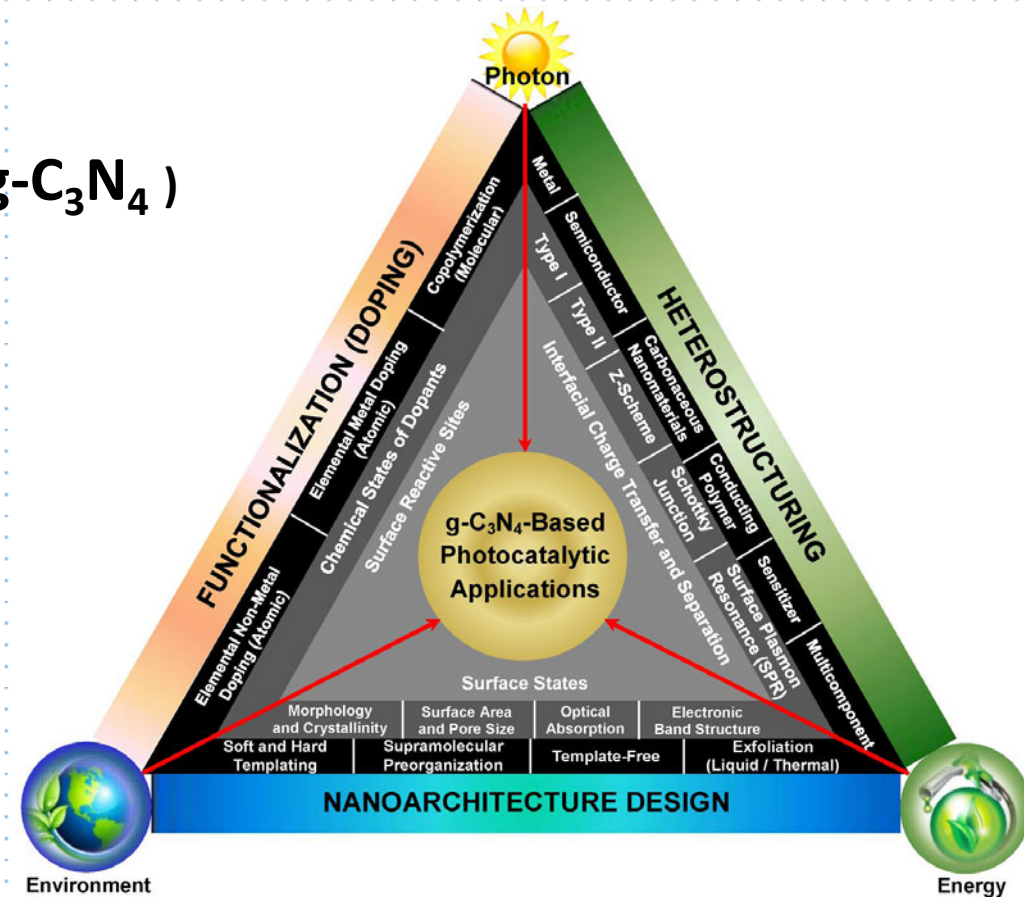 Photon
g-C₃N₄ )
FUNCTIONALIZATION (DOPING)
Copolymerization
(Molecular)
Elemental Metal Doping
(Atomic)
Elemental Non-Metal
Doping (Atomic)
Chemical States of Dopants
Surface Reactive Sites
HETEROSTRUCTURING
Metal
Semiconductor
Carbonaceous
Nanomaterials
Conducting
Polymer
Sensitizer
Multicomponent
Type I
Type II
Z-Scheme
Schottky
Junction
Surface Plasmon
Resonance (SPR)
Interfacial Charge Transfer and Separation
g-C₃N₄-Based
Photocatalytic
Applications
Surface States
Morphology
and Crystallinity
Surface Area
and Pore Size
Optical
Absorption
Electronic
Band Structure
Soft and Hard
Templating
Supramolecular
Preorganization
Template-Free
Exfoliation
(Liquid / Thermal)
NANOARCHITECTURE DESIGN
Environment
Energy